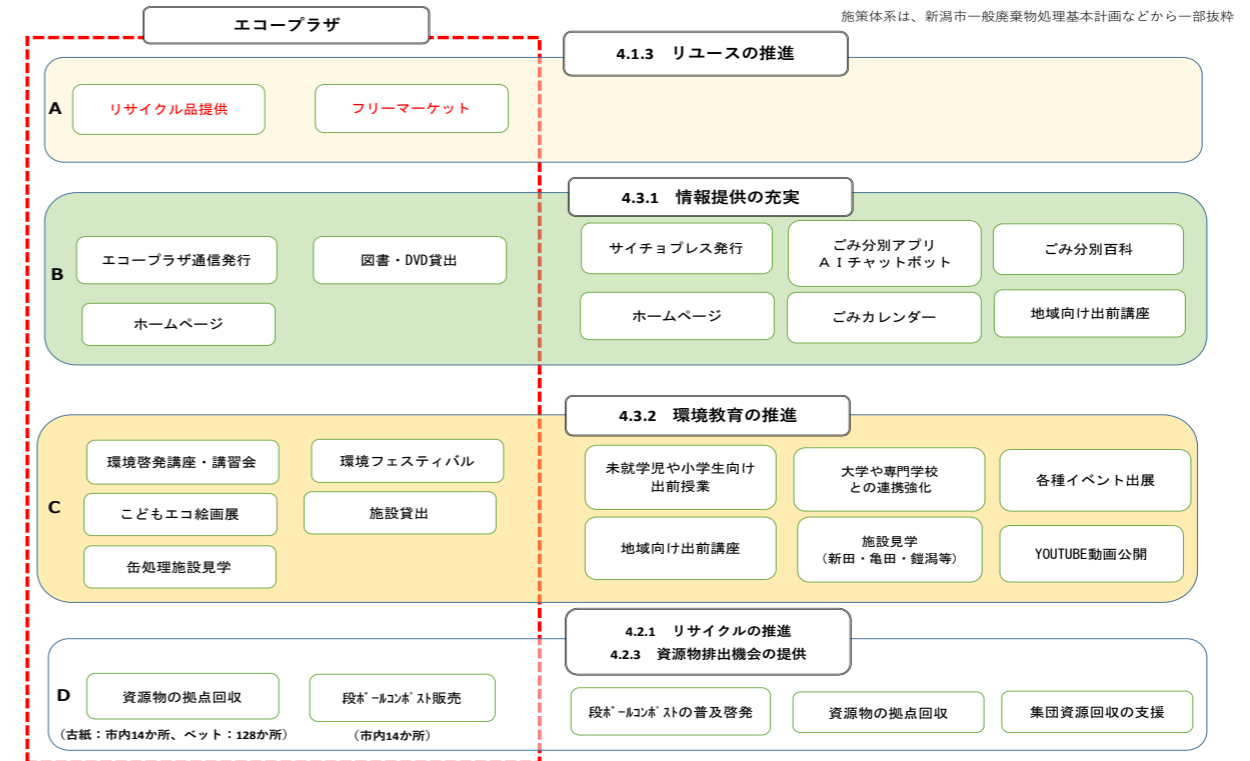 施策体系は、新潟市一般廃棄物処理基本計画などから一部抜粋
エコープラザ
4.1.3 リユースの推進
A
リサイクル品提供
フリーマーケット
4.3.1 情報提供の充実
B
エコープラザ通信発行
図書・DVD貸出
ホームページ
サイチョプレス発行
ごみ分別アプリ
ＡＩチャットボット
ごみ分別百科
ホームページ
ごみカレンダー
地域向け出前講座
4.3.2 環境教育の推進
C
環境啓発講座・講習会
環境フェスティバル
こどもエコ絵画展
施設貸出
缶処理施設見学
未就学児や小学生向け
出前授業
大学や専門学校
との連携強化
各種イベント出展
地域向け出前講座
施設見学
（新田・亀田・鎧潟等）
YOUTUBE動画公開
4.2.1 リサイクルの推進
4.2.3 資源物排出機会の提供
D
資源物の拠点回収
（古紙：市内14か所、ペット：128か所）
段ﾎﾞｰﾙｺﾝﾎﾟｽﾄ販売
（市内14か所）
段ﾎﾞｰﾙｺﾝﾎﾟｽﾄの普及啓発
資源物の拠点回収
集団資源回収の支援